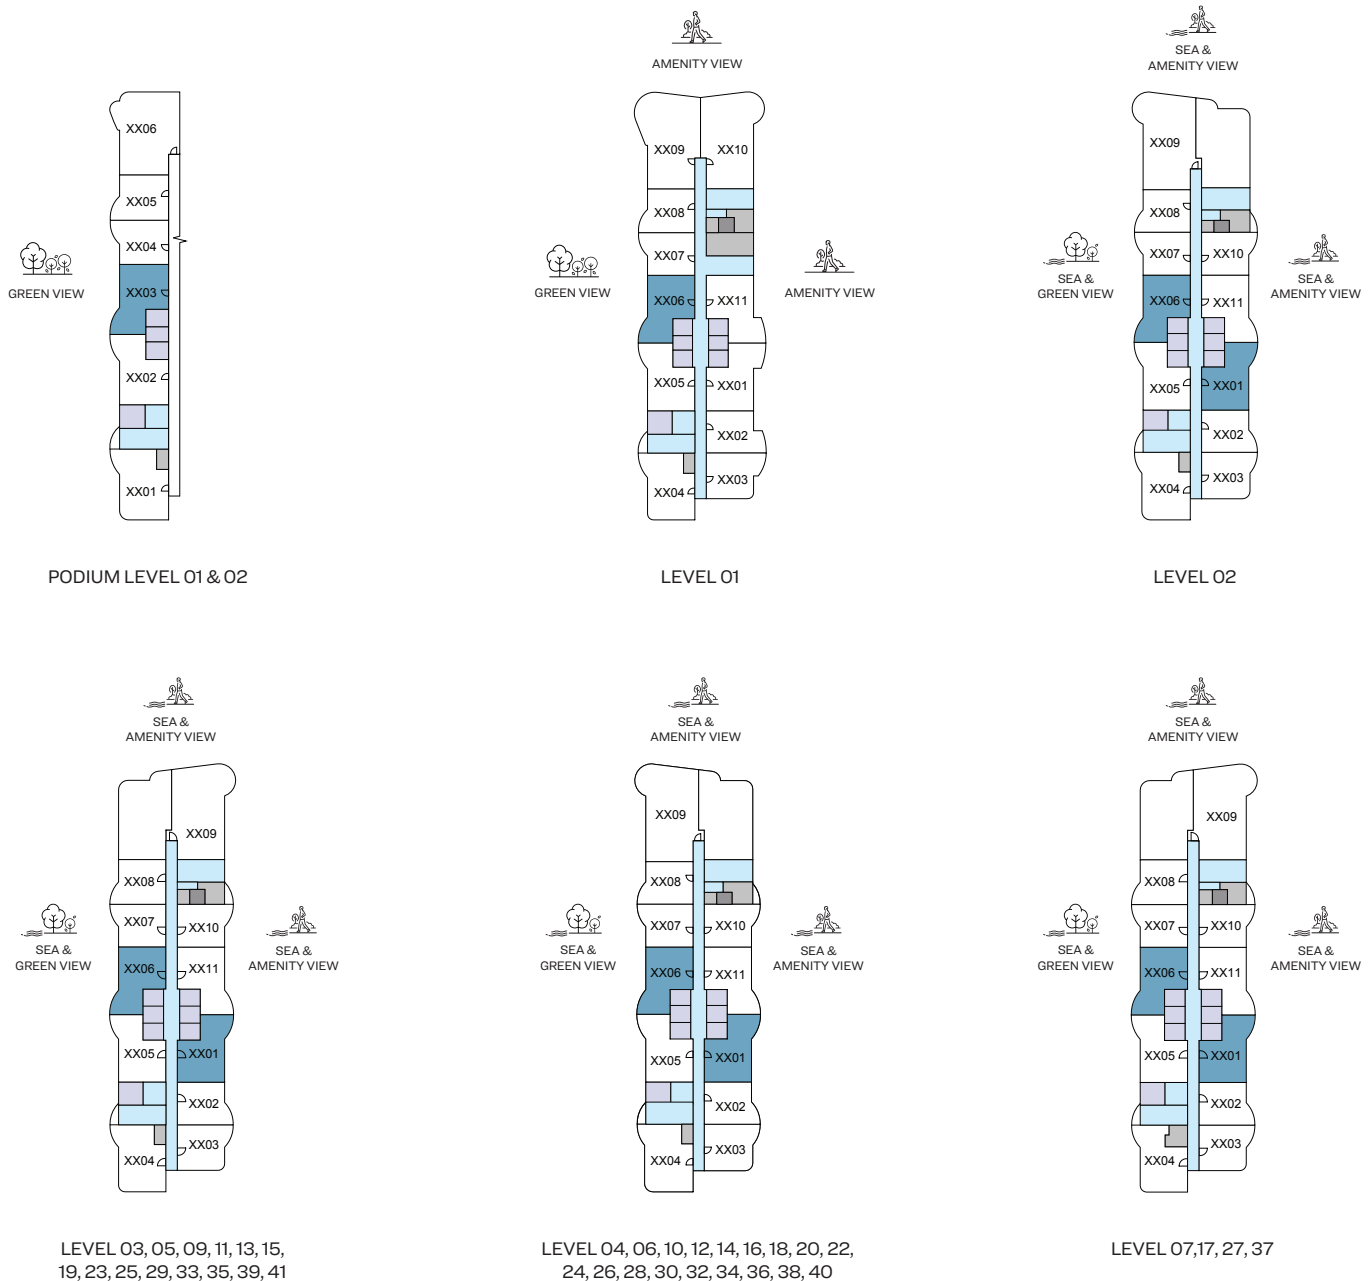 AMENITY VIEW
SEA &
AMENITY VIEW
XX06
XX05
XX04
XX03
XX02
XX01
GREEN VIEW
PODIUM LEVEL 01 & 02
XX09
XX10
XX08
XX07
XX06
XX11
XX05
XX01
XX02
XX04
XX03
GREEN VIEW
AMENITY VIEW
LEVEL 01
XX09
XX08
XX07
XX10
XX06
XX11
XX05
XX01
XX02
XX04
XX03
SEA &
GREEN VIEW
SEA &
AMENITY VIEW
LEVEL 02
SEA &
AMENITY VIEW
XX09
XX08
XX07
XX10
XX06
XX11
XX05
XX01
XX02
XX04
XX03
SEA &
GREEN VIEW
SEA &
AMENITY VIEW
LEVEL 03, 05, 09, 11, 13, 15,
19, 23, 25, 29, 33, 35, 39, 41
SEA &
AMENITY VIEW
XX09
XX08
XX07
XX10
XX06
XX11
XX05
XX01
XX02
XX04
XX03
SEA &
GREEN VIEW
SEA &
AMENITY VIEW
LEVEL 04, 06, 10, 12, 14, 16, 18, 20, 22,
24, 26, 28, 30, 32, 34, 36, 38, 40
SEA &
AMENITY VIEW
XX09
XX08
XX07
XX10
XX06
XX11
XX05
XX01
XX02
XX04
XX03
SEA &
GREEN VIEW
SEA &
AMENITY VIEW
LEVEL 07,17, 27, 37